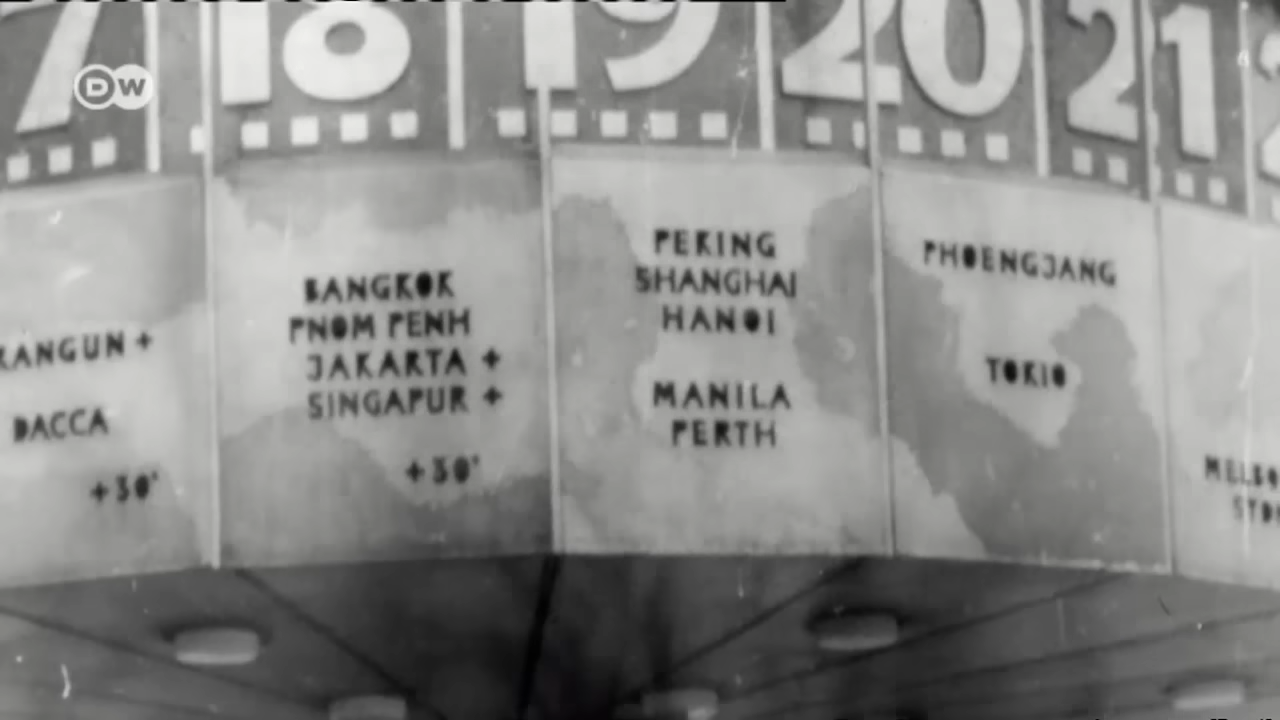 DW
7 18 19 20 21
RANGUN +
DACCA
+30'
BANGKOK
PNOM PENH
JAKARTA +
SINGAPUR +
+30'
PEKING
SHANGHAI
HANOI
MANILA
PERTH
PHOENGJANG
TOKIO